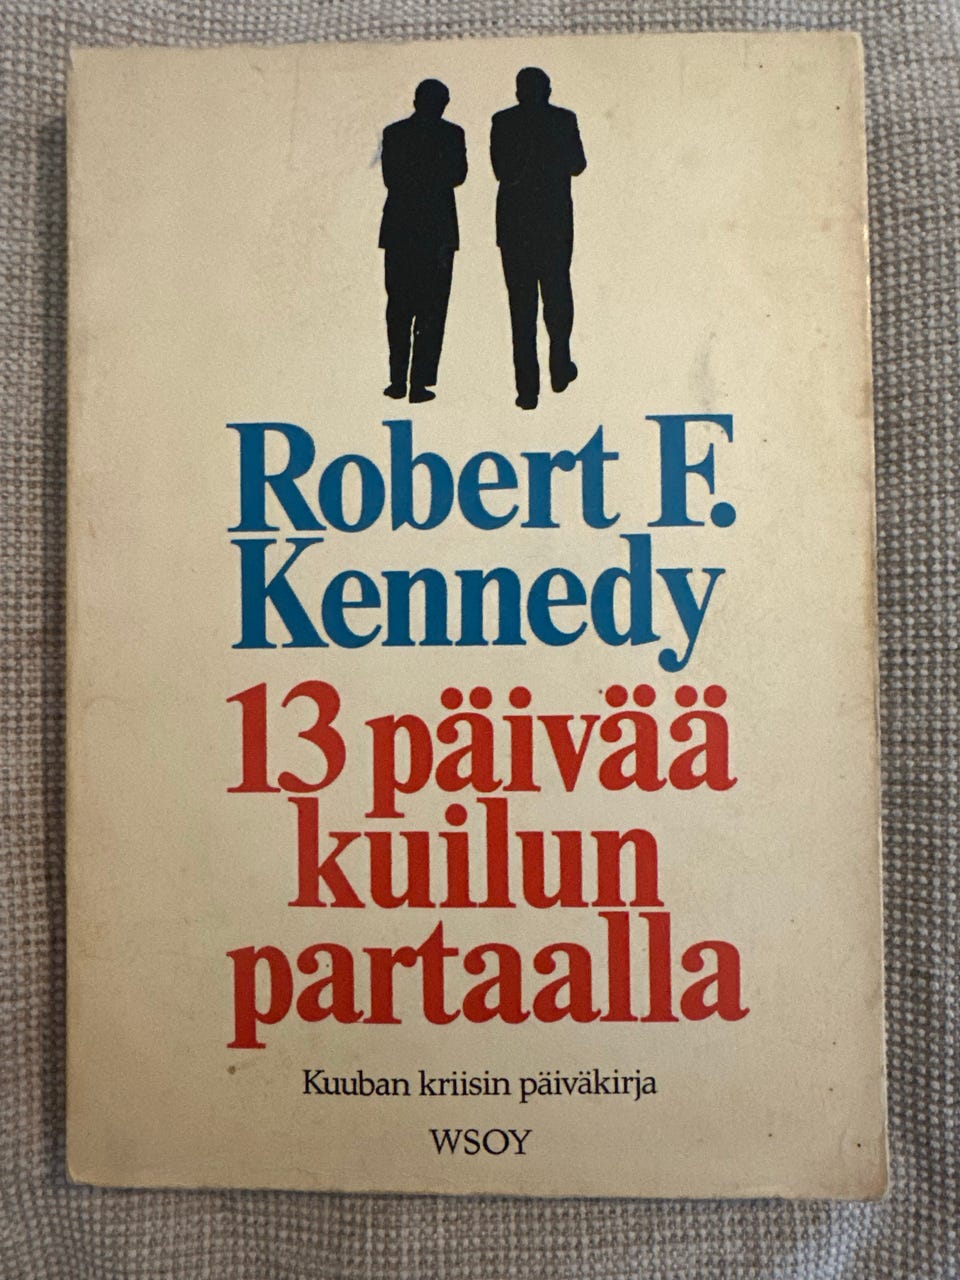 Robert F.
Kennedy
13 päivää
kuilun
partaalla
Kuuban kriisin päiväkirja
WSOY